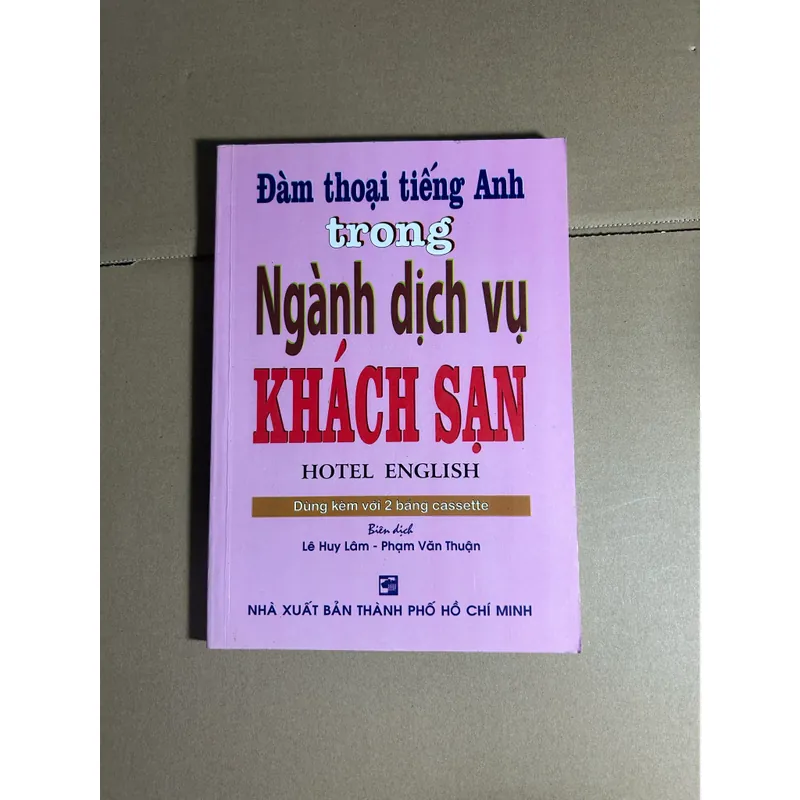 Đàm thoại tiếng Anh
trong
Ngành dịch vụ
KHÁCH SẠN
HOTEL ENGLISH
Dùng kèm với 2 băng cassette
Biên dịch
Lê Huy Lâm - Phạm Văn Thuận
NHÀ XUẤT BẢN THÀNH PHỐ HỒ CHÍ MINH